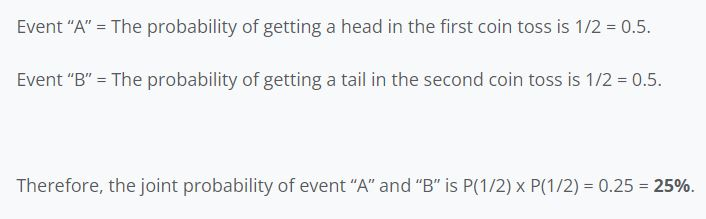 Event “A” = The probability of getting a head in the first coin toss is 1/2 = 0.5.
Event “B” = The probability of getting a tail in the second coin toss is 1/2 = 0.5.
Therefore, the joint probability of event “A” and “B” is P(1/2) x P(1/2) = 0.25 = 25%.